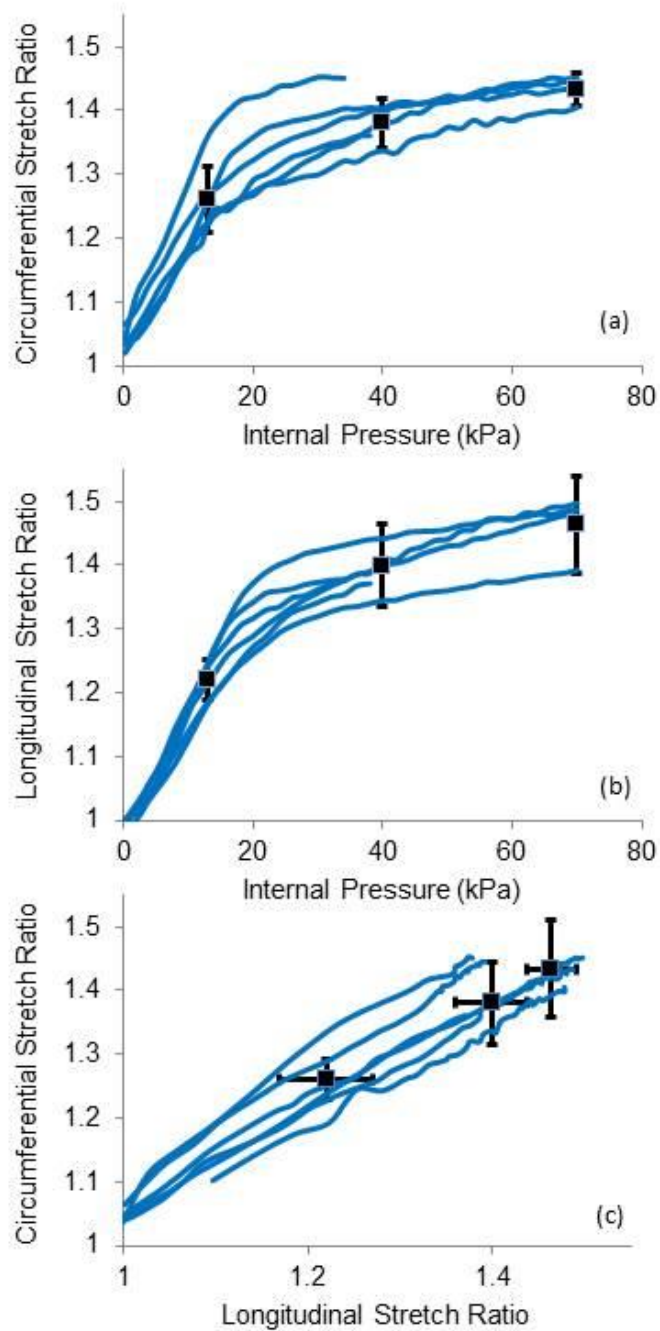 1.5
1.4
1.3
1.2
1.1
1
Circumferential Stretch Ratio
(a)
0 20 40 60 80
Internal Pressure (kPa)
1.5
1.4
1.3
1.2
1.1
1
Longitudinal Stretch Ratio
(b)
0 20 40 60 80
Internal Pressure (kPa)
1.5
1.4
1.3
1.2
1.1
1
Circumferential Stretch Ratio
(c)
1 1.2 1.4
Longitudinal Stretch Ratio